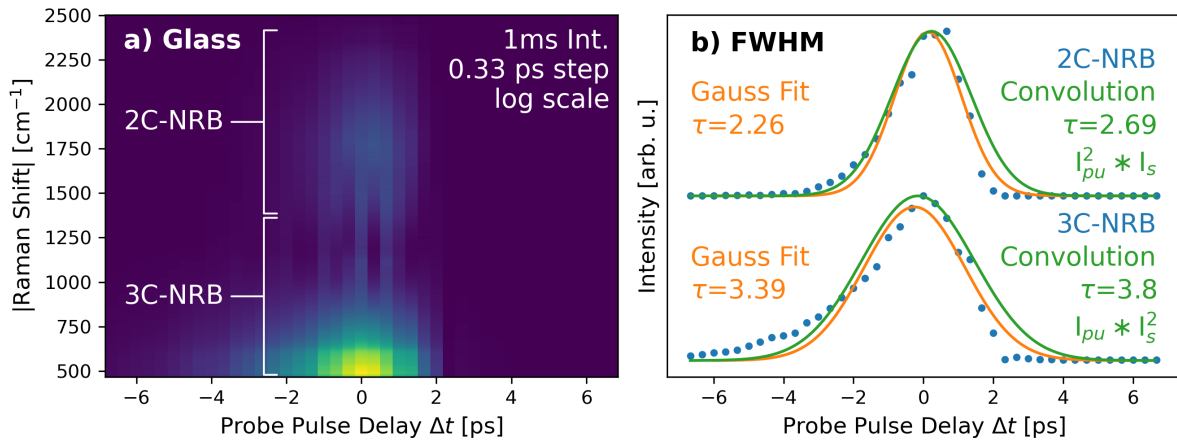 a) Glass
1ms Int.
0.33 ps step
log scale
2C-NRB
3C-NRB
|Raman Shift| [cm⁻¹]
2500
2250
2000
1750
1500
1250
1000
750
500
−6 −4 −2 0 2 4 6
Probe Pulse Delay Δt [ps]
b) FWHM
2C-NRB
Gauss Fit
τ=2.26
Convolution
τ=2.69
I²ₚᵤ ∗ Iₛ
3C-NRB
Gauss Fit
τ=3.39
Convolution
τ=3.8
Iₚᵤ ∗ I²ₛ
Intensity [arb. u.]
−6 −4 −2 0 2 4 6
Probe Pulse Delay Δt [ps]